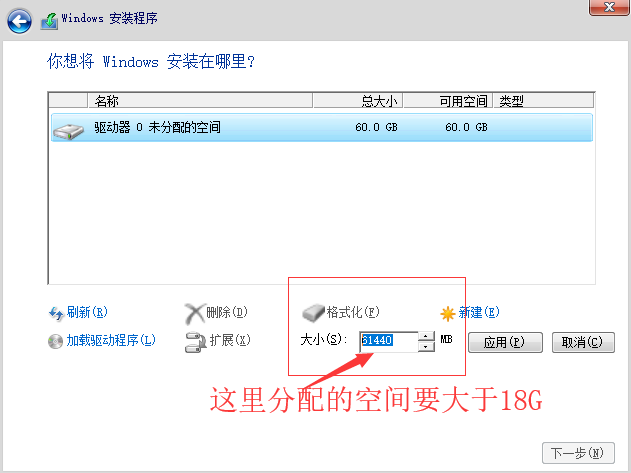 Windows 安装程序
你想将 Windows 安装在哪里?
名称 总大小 可用空间 类型
驱动器 0 未分配的空间 60.0 GB 60.0 GB
刷新(R) 删除(D) 格式化(F) 新建(E)
加载驱动程序(L) 扩展(X) 大小(S): 61440 MB 应用(P) 取消(C)
这里分配的空间要大于18G
下一步(N)